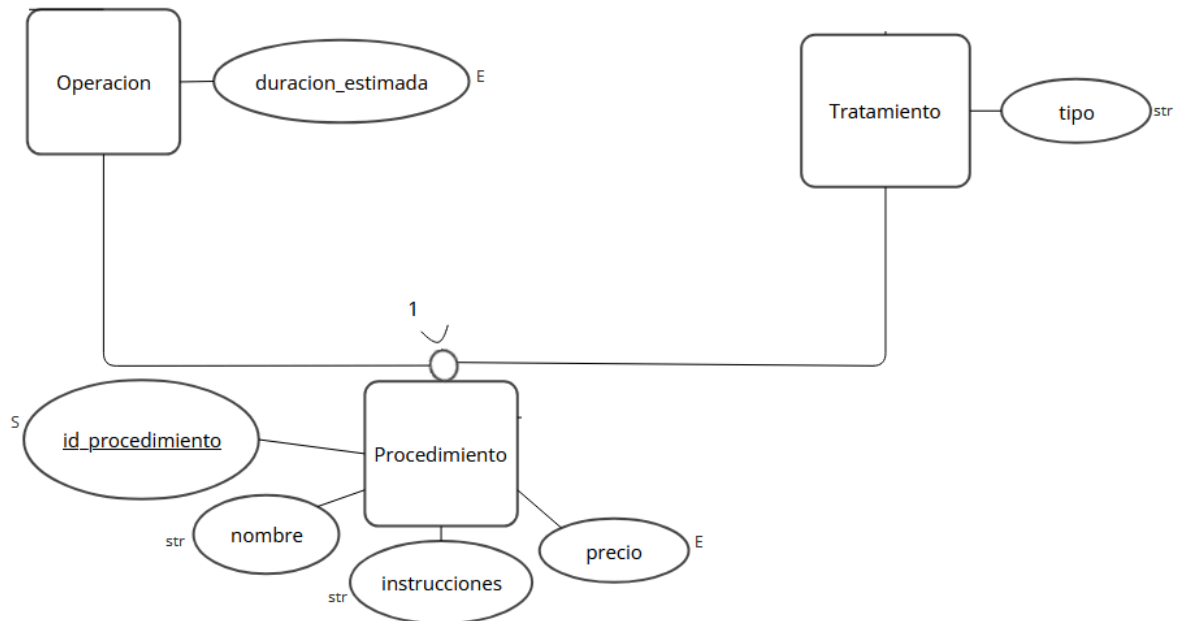 Operacion
duracion_estimada
E
Tratamiento
tipo
str
1
S
id_procedimiento
Procedimiento
str
nombre
precio
E
str
instrucciones